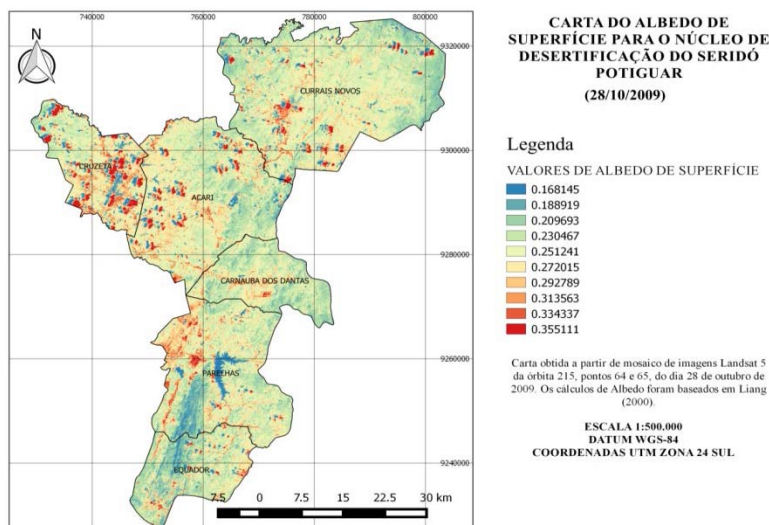 740000 760000 780000 800000
N
9320000
9300000
9280000
9260000
9240000
CURRAIS NOVOS
CRUZETA
ACARI
CARNAUBA DOS DANTAS
PARELHAS
EQUADOR
7.5 0 7.5 15 22.5 30 km
CARTA DO ALBEDO DE
SUPERFÍCIE PARA O NÚCLEO DE
DESERTIFICAÇÃO DO SERIDÓ
POTIGUAR
(28/10/2009)
Legenda
VALORES DE ALBEDO DE SUPERFÍCIE
0.168145
0.188919
0.209693
0.230467
0.251241
0.272015
0.292789
0.313563
0.334337
0.355111
Carta obtida a partir de mosaico de imagens Landsat 5
da órbita 215, pontos 64 e 65, do dia 28 de outubro de
2009. Os cálculos de Albedo foram baseados em Liang
(2000).
ESCALA 1:500.000
DATUM WGS-84
COORDENADAS UTM ZONA 24 SUL